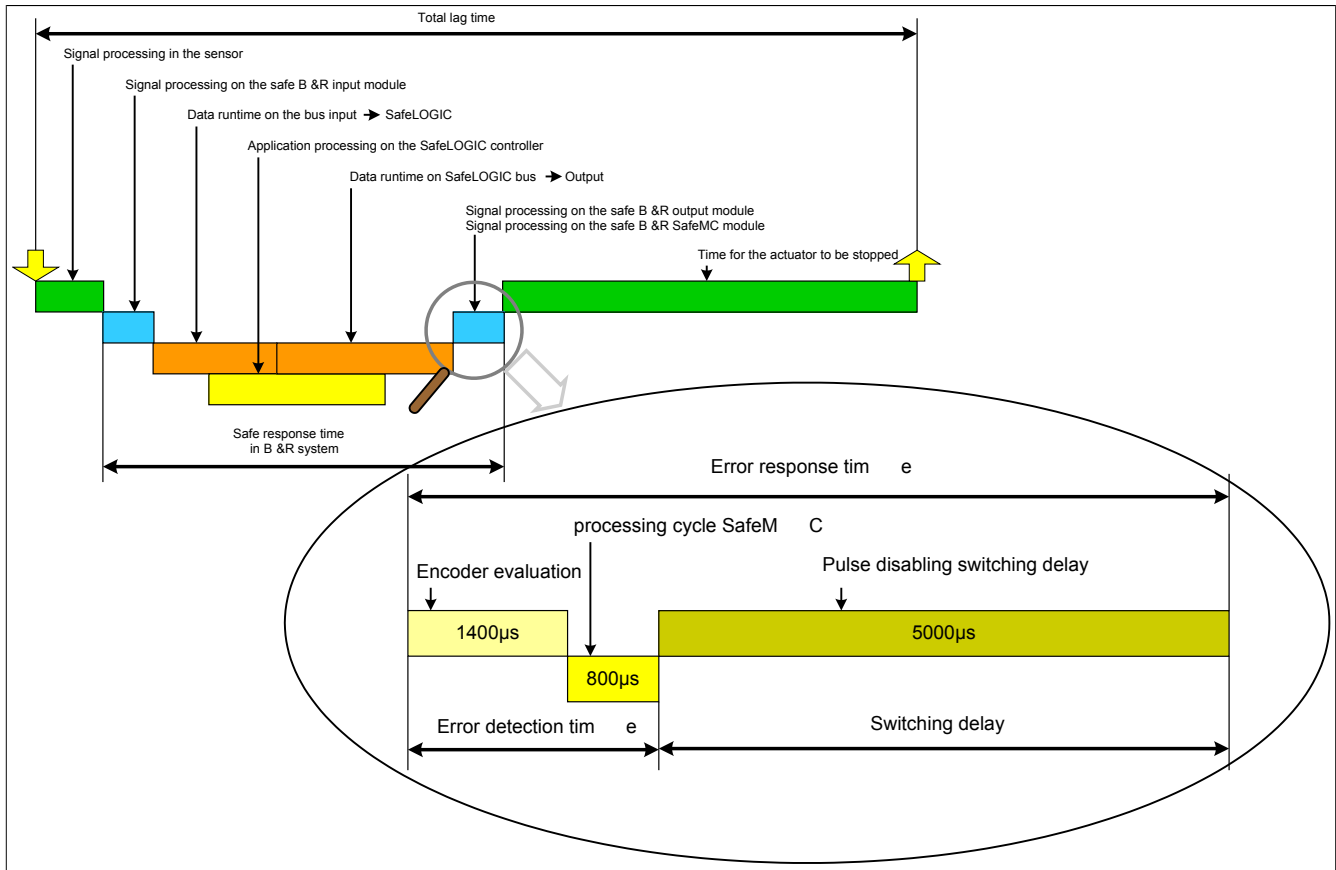 Total lag time
Signal processing in the sensor
Signal processing on the safe B &R input module
Data runtime on the bus input → SafeLOGIC
Application processing on the SafeLOGIC controller
Data runtime on SafeLOGIC bus → Output
Signal processing on the safe B &R output module
Signal processing on the safe B &R SafeMC module
Time for the actuator to be stopped
Safe response time
in B &R system
Error response tim e
processing cycle SafeM C
Encoder evaluation
Pulse disabling switching delay
1400µs
5000µs
800µs
Error detection tim e
Switching delay